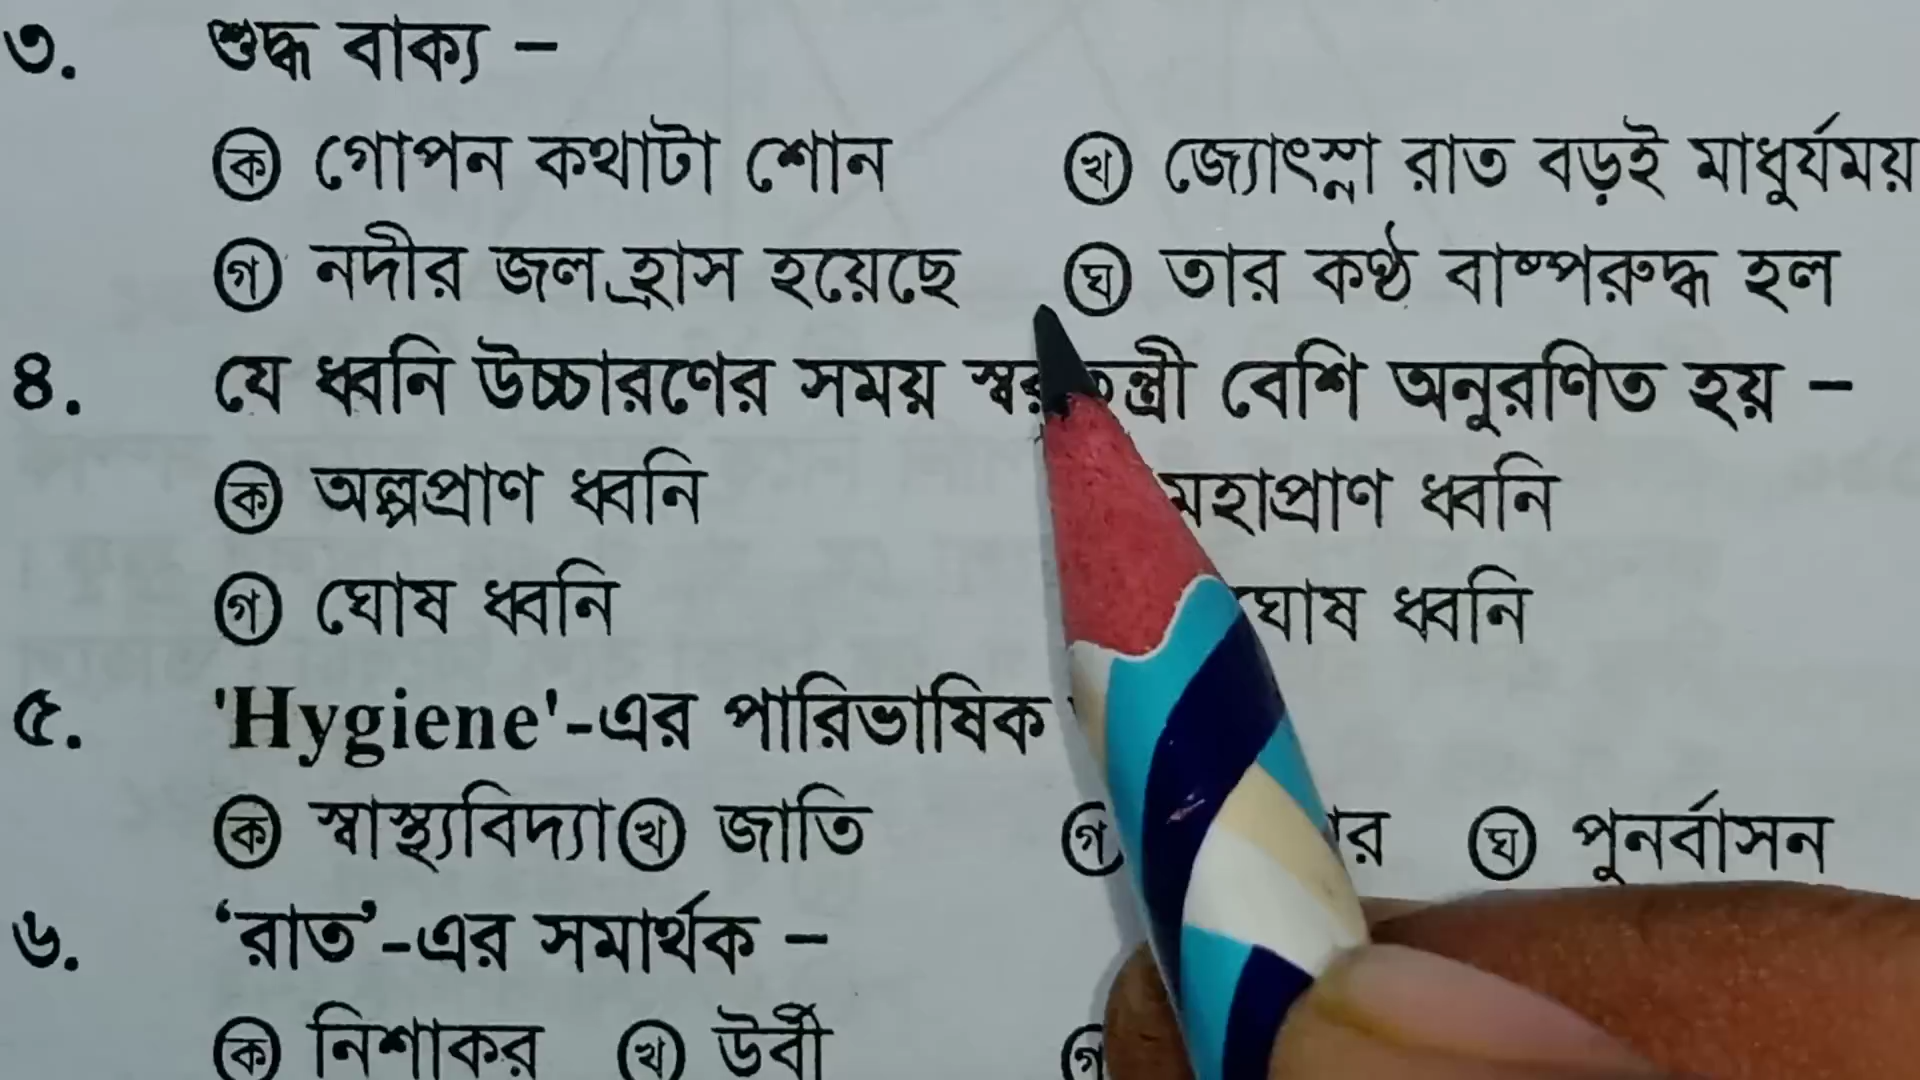 ৩. শুদ্ধ বাক্য –
ক গোপন কথাটা শোন খ জ্যোৎস্না রাত বড়ই মাধুর্যময়
গ নদীর জল হ্রাস হয়েছে ঘ তার কণ্ঠ বাষ্পরুদ্ধ হল
৪. যে ধ্বনি উচ্চারণের সময় স্বরতন্ত্রী বেশি অনুরণিত হয় –
ক অল্পপ্রাণ ধ্বনি মহাপ্রাণ ধ্বনি
গ ঘোষ ধ্বনি ধ্বনি
৫. 'Hygiene'-এর পারিভাষিক
ক স্বাস্থ্যবিদ্যা খ জাতি গ ঘ পুনর্বাসন
৬. ‘রাত’-এর সমার্থক –
ক নিশাকর খ উর্বী গ